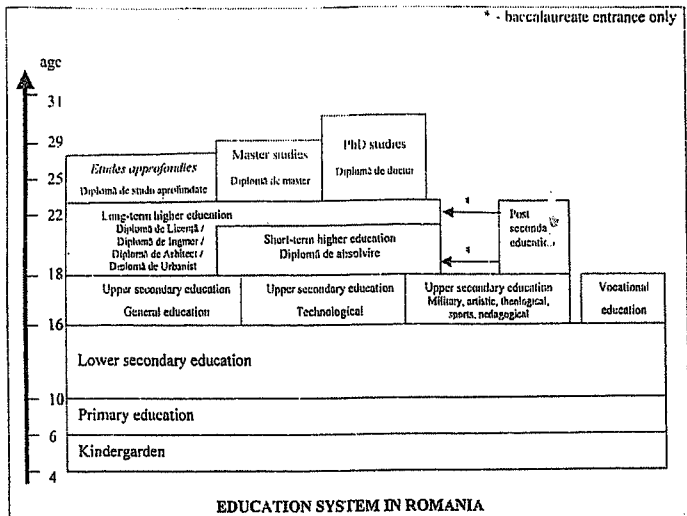 * - baccalaureate entrance only
age
31
29
25
22
18
16
10
6
4
PhD studies
Diplomă de doctor
Master studies
Diplomă de master
Etudes approfondies
Diplomă de studii aprofundate
Long-term higher education
Diplomă de Licenţă /
Diplomă de Inginer /
Diplomă de Arhitect /
Diplomă de Urbanist
Short-term higher education
Diplomă de absolvire
*
*
Post
Upper secondary education
General education
Upper secondary education
Technological
Upper secondary education
Military, artistic, theological,
sports, pedagogical
Vocational
education
Lower secondary education
Primary education
Kindergarden
EDUCATION SYSTEM IN ROMANIA